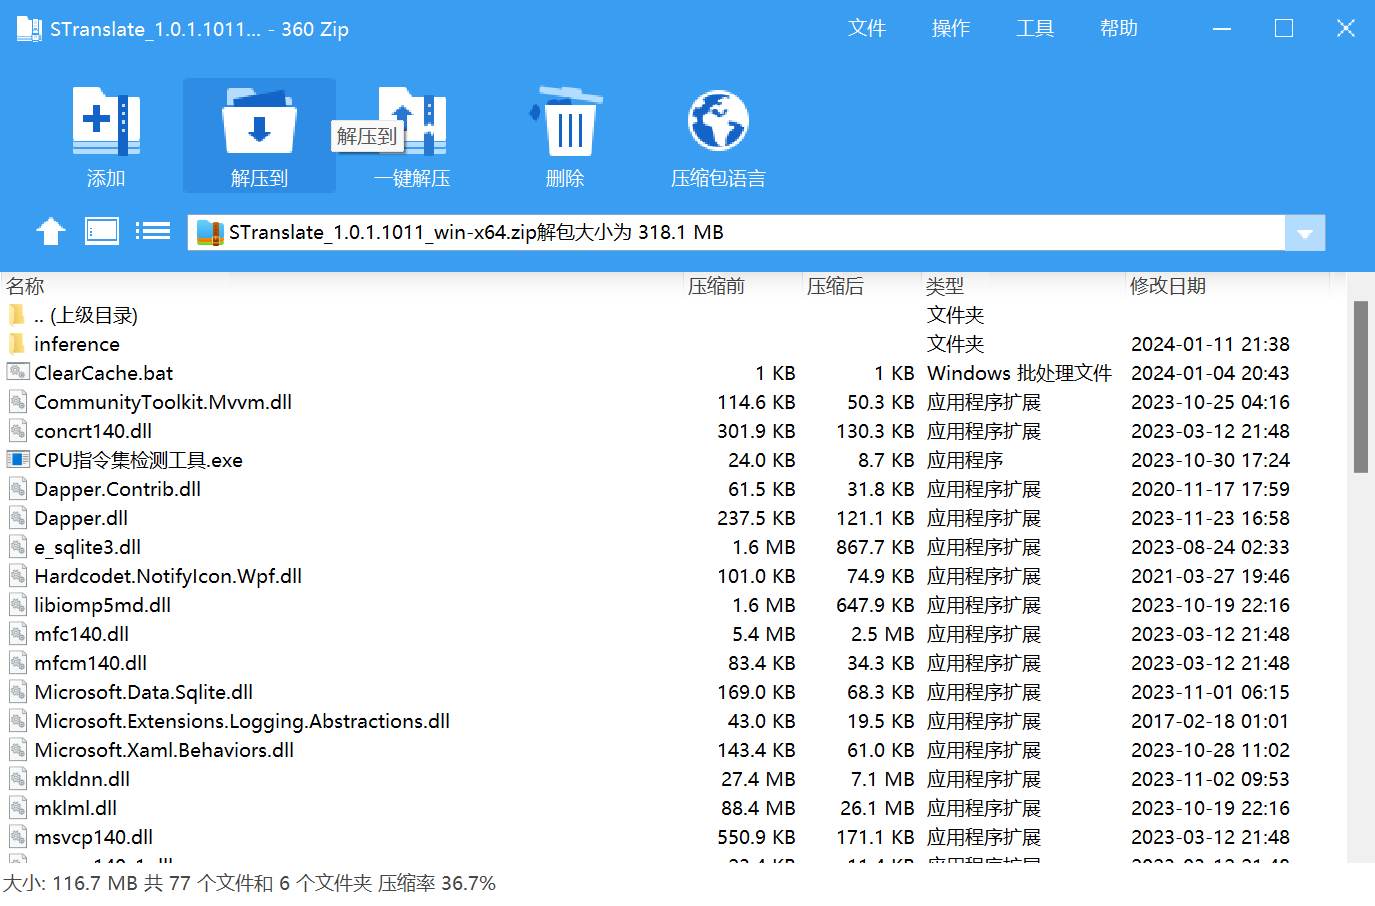 STranslate_1.0.1.1011... - 360 Zip 文件 操作 工具 帮助
添加 解压到 一键解压 删除 压缩包语言
解压到
STranslate_1.0.1.1011_win-x64.zip解包大小为 318.1 MB
名称 压缩前 压缩后 类型 修改日期
.. (上级目录) 文件夹
inference 文件夹 2024-01-11 21:38
ClearCache.bat 1 KB 1 KB Windows 批处理文件 2024-01-04 20:43
CommunityToolkit.Mvvm.dll 114.6 KB 50.3 KB 应用程序扩展 2023-10-25 04:16
concrt140.dll 301.9 KB 130.3 KB 应用程序扩展 2023-03-12 21:48
CPU指令集检测工具.exe 24.0 KB 8.7 KB 应用程序 2023-10-30 17:24
Dapper.Contrib.dll 61.5 KB 31.8 KB 应用程序扩展 2020-11-17 17:59
Dapper.dll 237.5 KB 121.1 KB 应用程序扩展 2023-11-23 16:58
e_sqlite3.dll 1.6 MB 867.7 KB 应用程序扩展 2023-08-24 02:33
Hardcodet.NotifyIcon.Wpf.dll 101.0 KB 74.9 KB 应用程序扩展 2021-03-27 19:46
libiomp5md.dll 1.6 MB 647.9 KB 应用程序扩展 2023-10-19 22:16
mfc140.dll 5.4 MB 2.5 MB 应用程序扩展 2023-03-12 21:48
mfcm140.dll 83.4 KB 34.3 KB 应用程序扩展 2023-03-12 21:48
Microsoft.Data.Sqlite.dll 169.0 KB 68.3 KB 应用程序扩展 2023-11-01 06:15
Microsoft.Extensions.Logging.Abstractions.dll 43.0 KB 19.5 KB 应用程序扩展 2017-02-18 01:01
Microsoft.Xaml.Behaviors.dll 143.4 KB 61.0 KB 应用程序扩展 2023-10-28 11:02
mkldnn.dll 27.4 MB 7.1 MB 应用程序扩展 2023-11-02 09:53
mklml.dll 88.4 MB 26.1 MB 应用程序扩展 2023-10-19 22:16
msvcp140.dll 550.9 KB 171.1 KB 应用程序扩展 2023-03-12 21:48
大小: 116.7 MB 共 77 个文件和 6 个文件夹 压缩率 36.7%